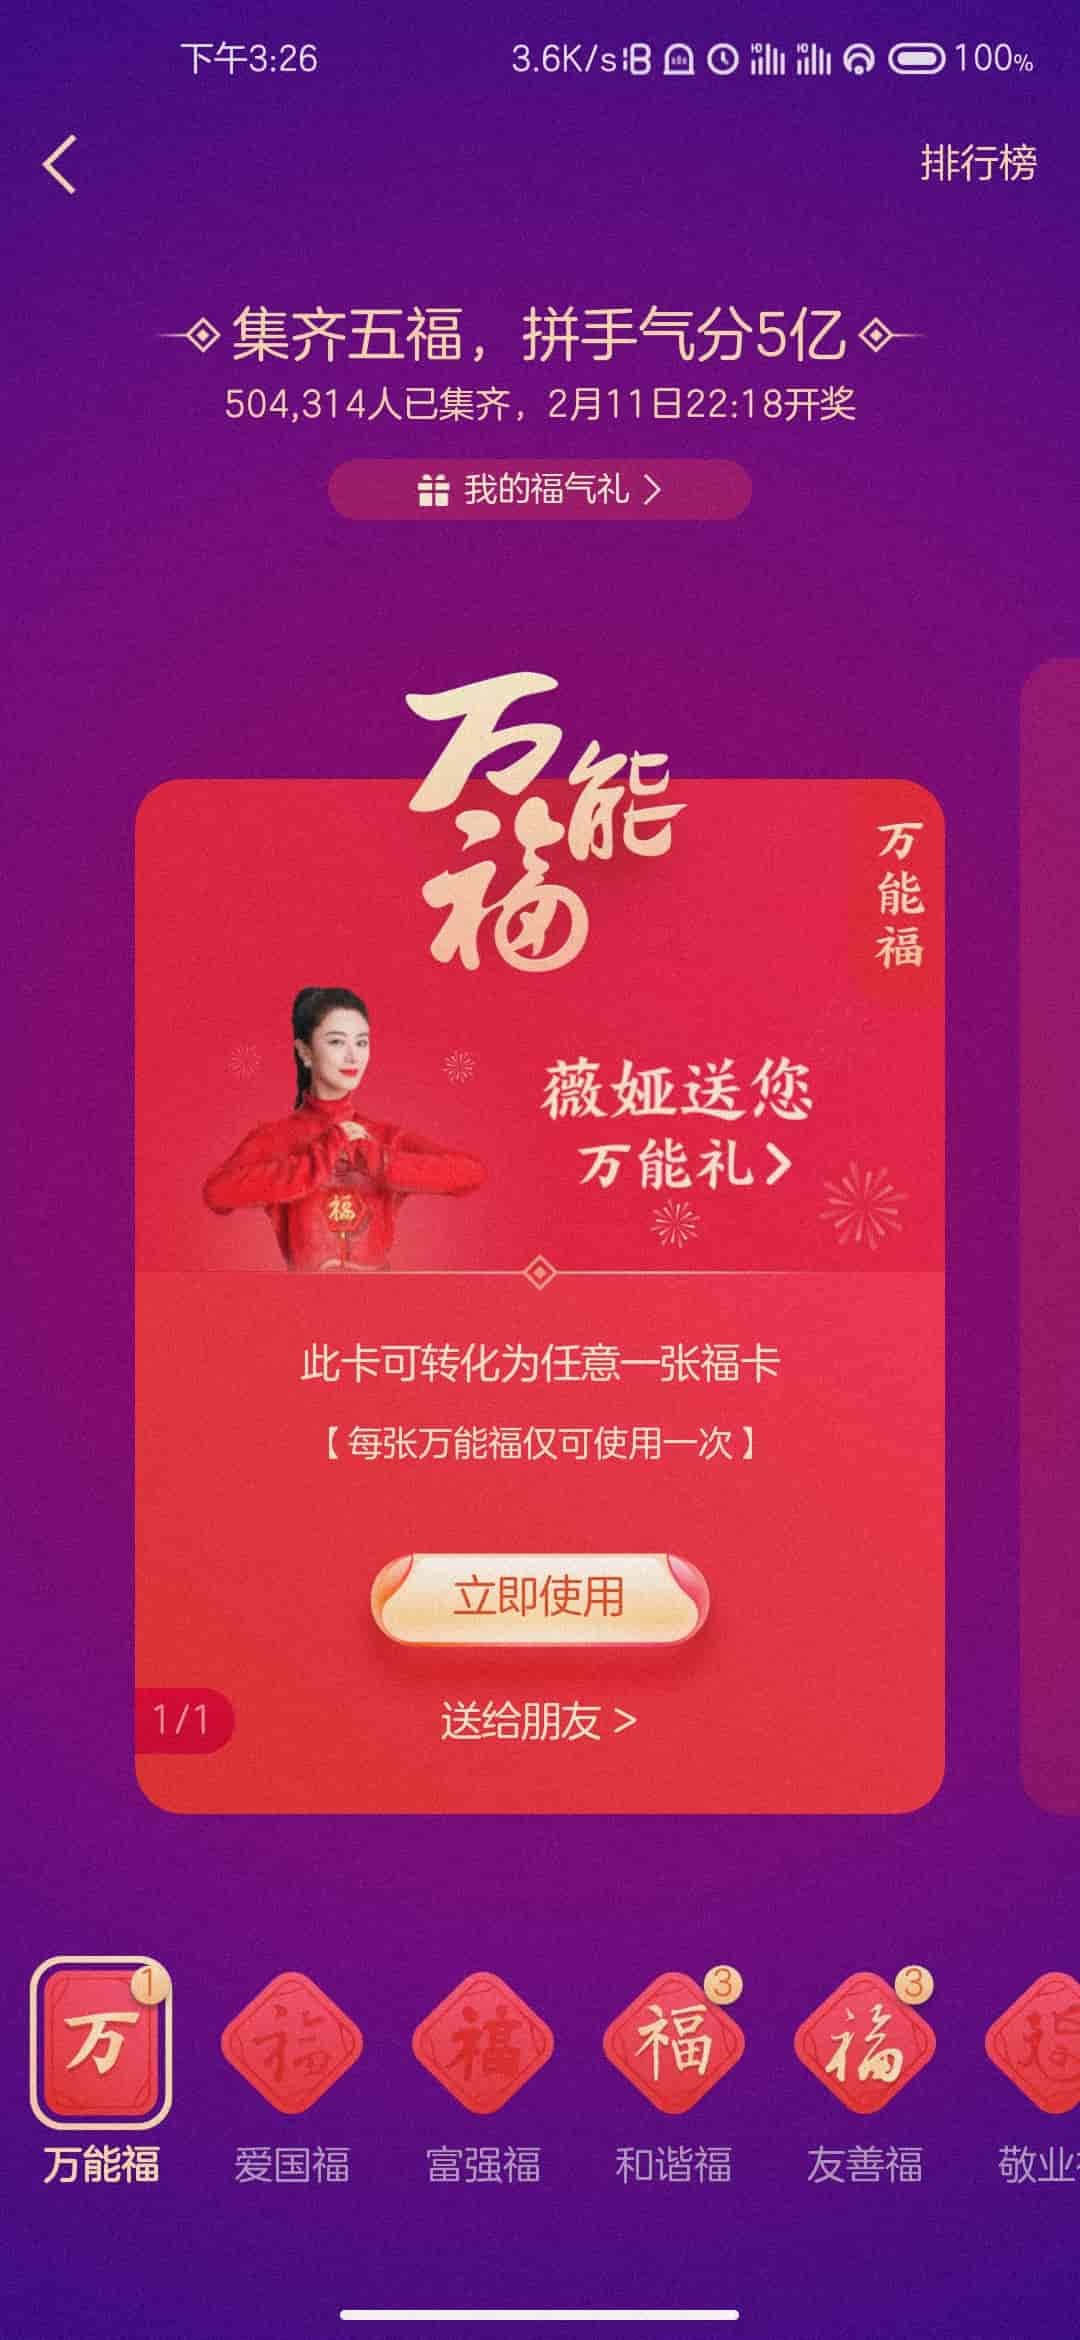 下午3:26
3.6K/s
100%
排行榜
集齐五福，拼手气分5亿
504,314人已集齐，2月11日22:18开奖
我的福气礼 >
万能福
万能福
薇娅送您
万能礼>
福
此卡可转化为任意一张福卡
【每张万能福仅可使用一次】
立即使用
1/1
送给朋友 >
万
1
福
福
福
3
福
3
福
万能福
爱国福
富强福
和谐福
友善福
敬业